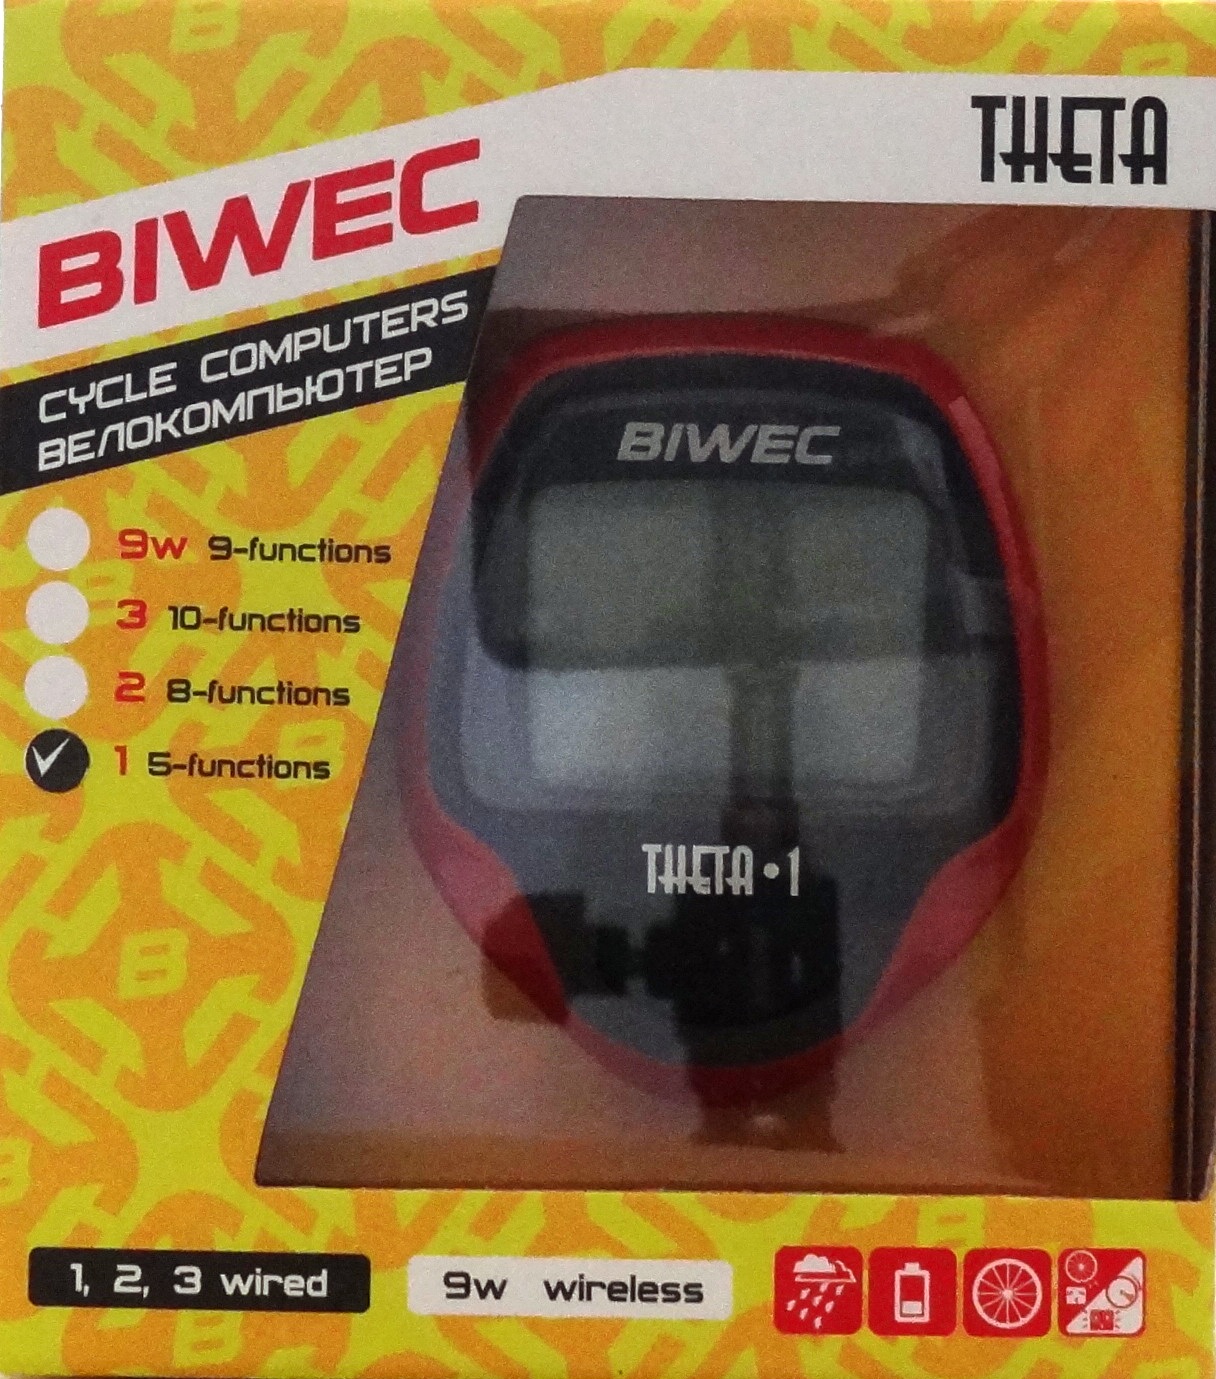 THETA
BIWEC
CYCLE COMPUTERS
ВЕЛОКОМПЬЮТЕР
9w 9-functions
3 10-functions
2 8-functions
1 5-functions
BIWEC
THETA•1
1, 2, 3 wired
9w wireless